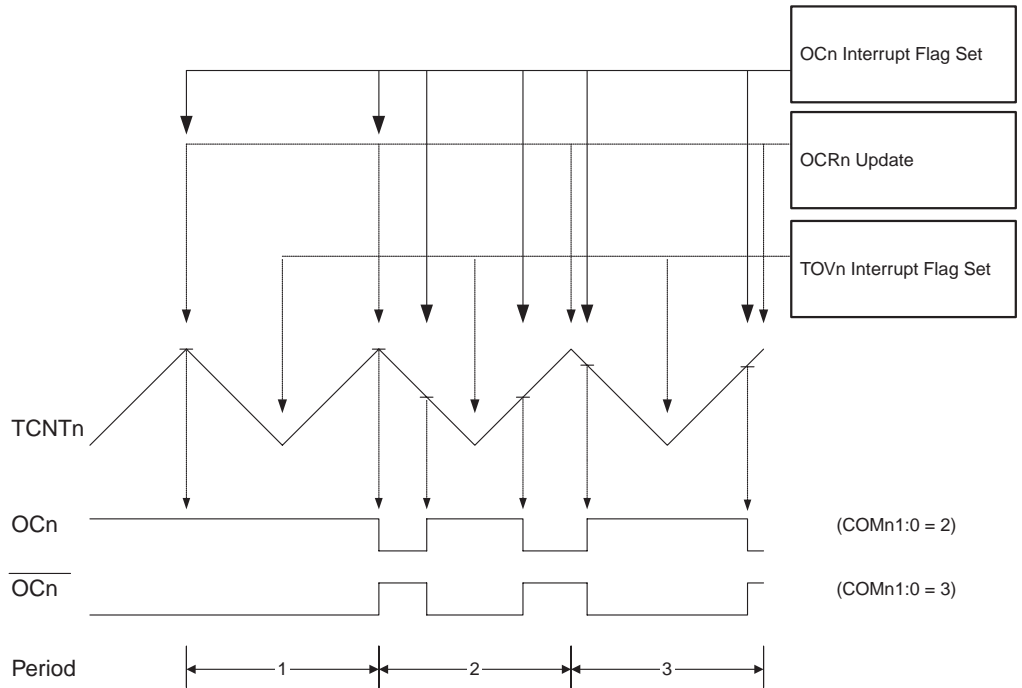 OCn Interrupt Flag Set
OCRn Update
TOVn Interrupt Flag Set
TCNTn
OCn (COMn1:0 = 2)
OCn (COMn1:0 = 3)
Period 1 2 3